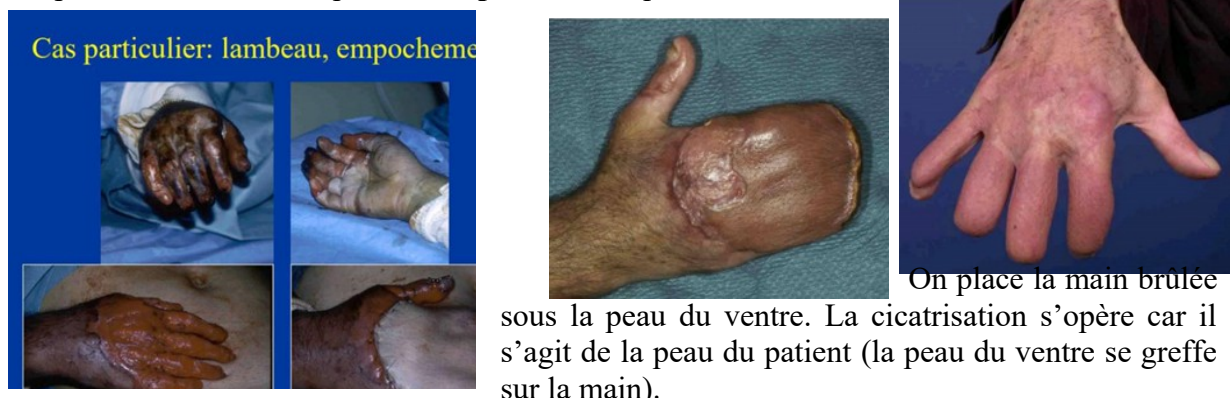 Cas particulier: lambeau, empocheme
On place la main brûlée
sous la peau du ventre. La cicatrisation s’opère car il
s’agit de la peau du patient (la peau du ventre se greffe
sur la main).